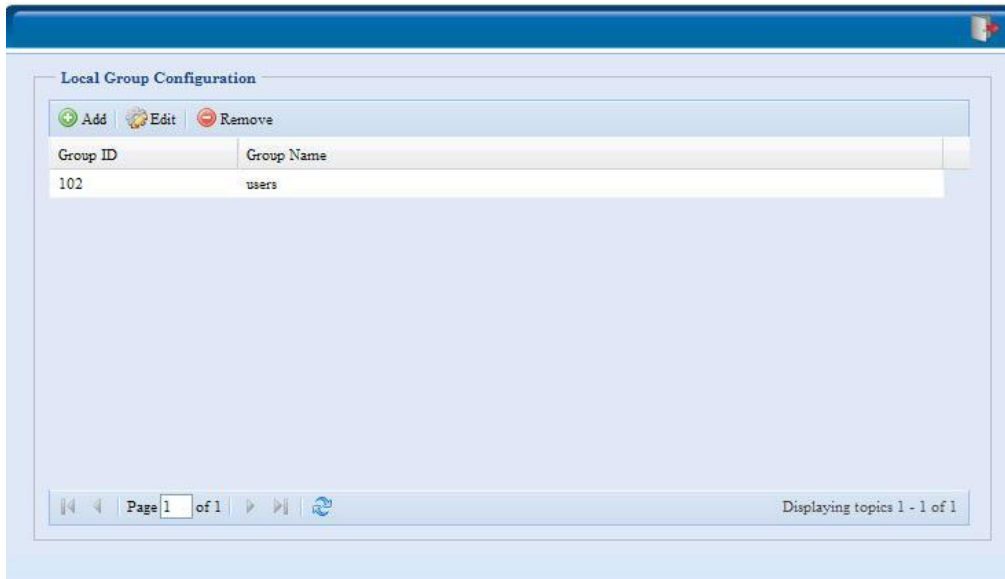 Local Group Configuration
Add Edit Remove
Group ID Group Name
102 users
Page 1 of 1 Displaying topics 1 - 1 of 1